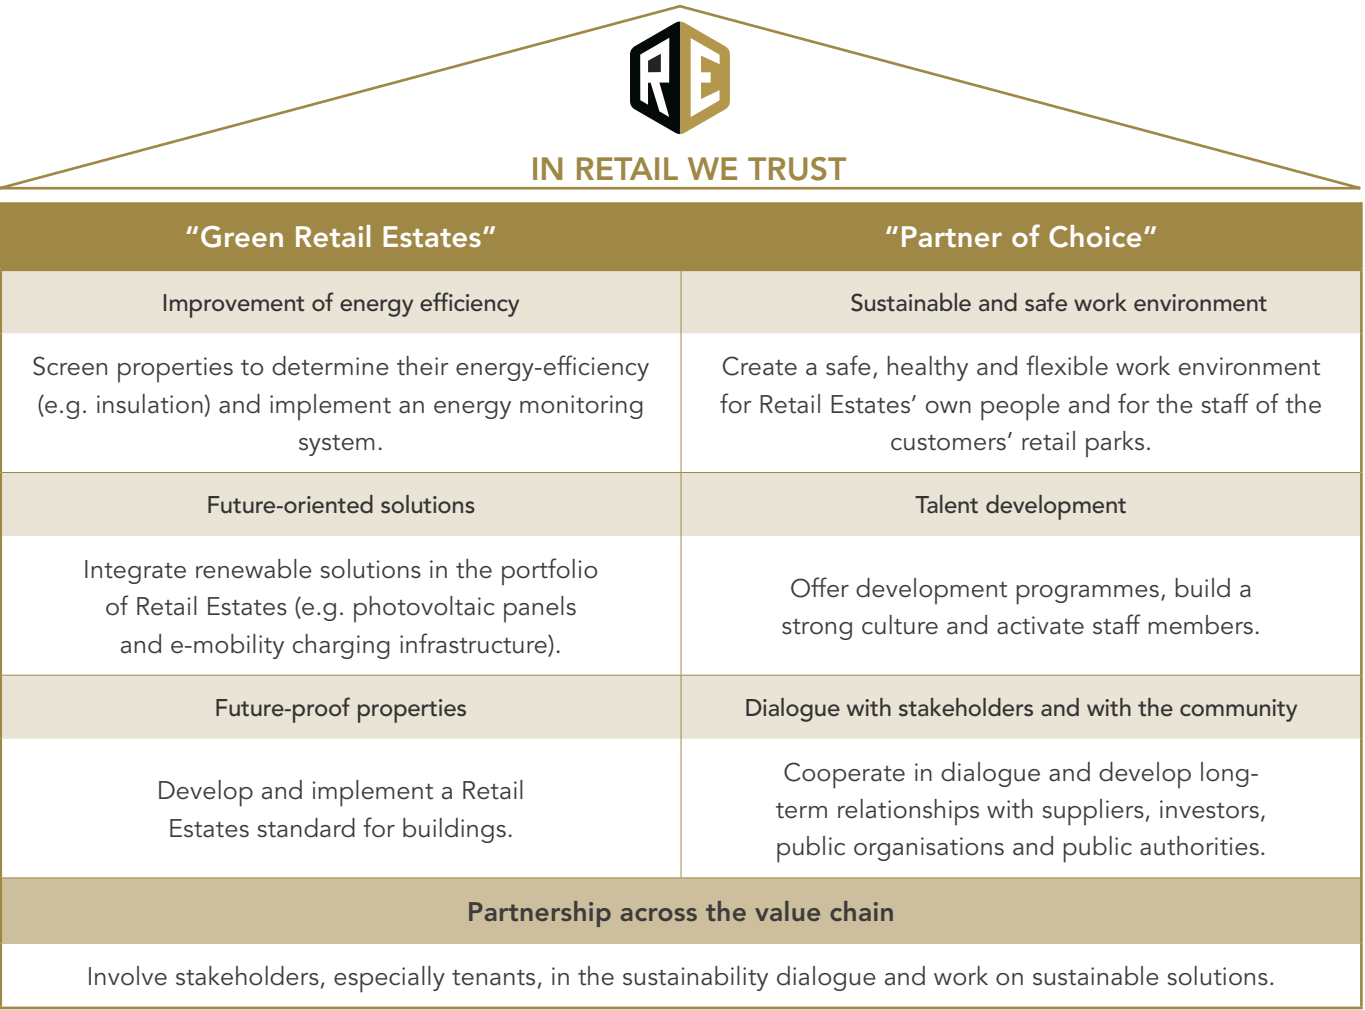 RE
IN RETAIL WE TRUST
“Green Retail Estates”
“Partner of Choice”
Improvement of energy efficiency
Sustainable and safe work environment
Screen properties to determine their energy-efficiency
(e.g. insulation) and implement an energy monitoring
system.
Create a safe, healthy and flexible work environment
for Retail Estates’ own people and for the staff of the
customers’ retail parks.
Future-oriented solutions
Talent development
Integrate renewable solutions in the portfolio
of Retail Estates (e.g. photovoltaic panels
and e-mobility charging infrastructure).
Offer development programmes, build a
strong culture and activate staff members.
Future-proof properties
Dialogue with stakeholders and with the community
Develop and implement a Retail
Estates standard for buildings.
Cooperate in dialogue and develop long-
term relationships with suppliers, investors,
public organisations and public authorities.
Partnership across the value chain
Involve stakeholders, especially tenants, in the sustainability dialogue and work on sustainable solutions.